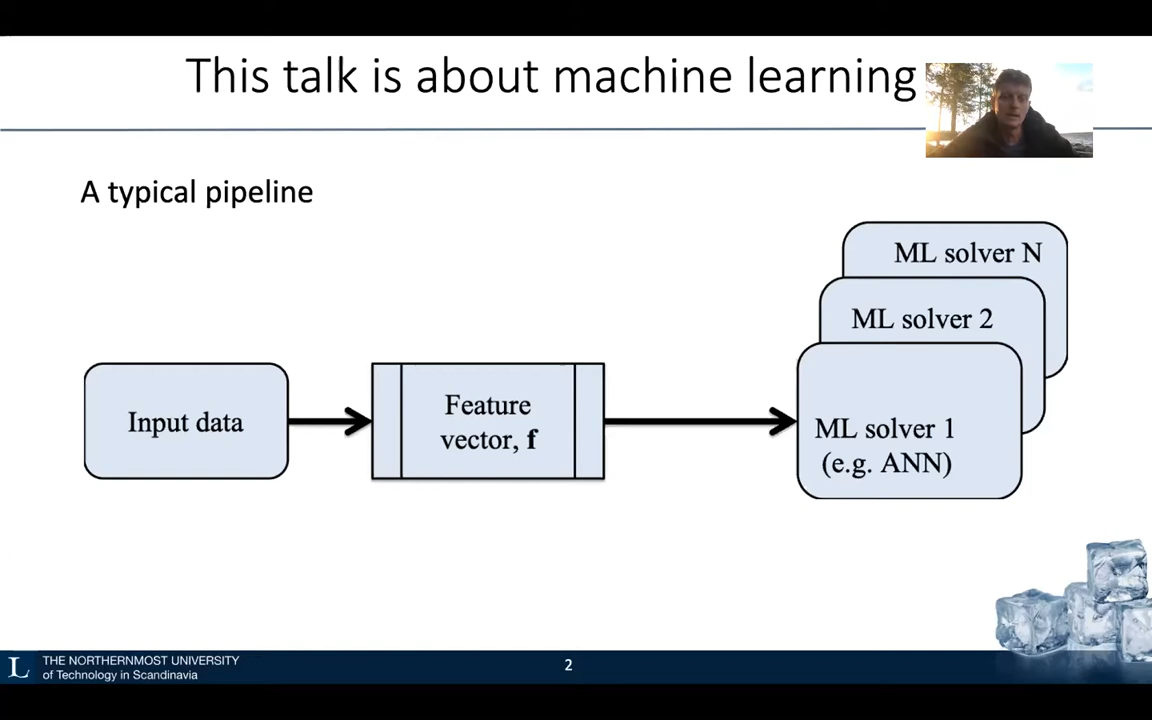 This talk is about machine learning
A typical pipeline
ML solver N
ML solver 2
Input data
Feature
vector, f
ML solver 1
(e.g. ANN)
L
THE NORTHERNMOST UNIVERSITY
of Technology in Scandinavia
2